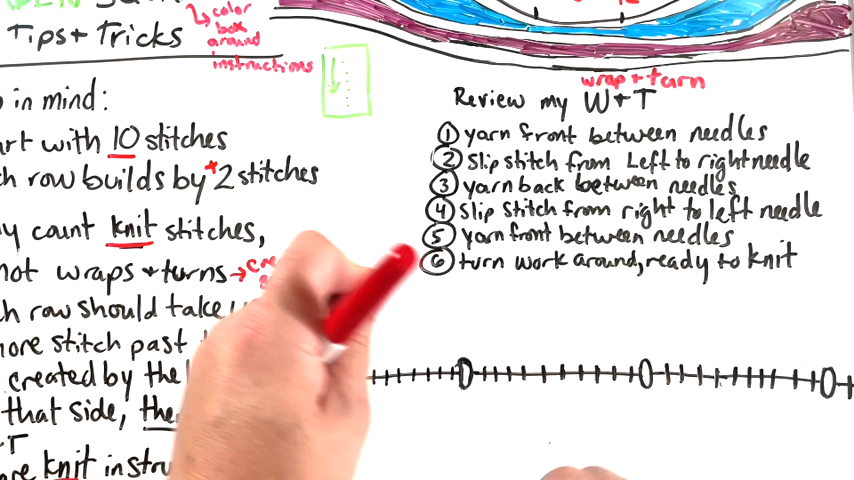 Tips + Tricks
color
box
around
instructions
in mind:
art with 10 stitches
row builds by +2 stitches
count knit stitches,
not wraps + turns →
row should take
more stitch past
created by the
that side, the
knit instru
wrap + turn
Review my W+T
① yarn front between needles
② Slip stitch from Left to right needle
③ yarn back between needles
④ Slip stitch from right to left needle
⑤ yarn front between needles
⑥ turn work around, ready to knit